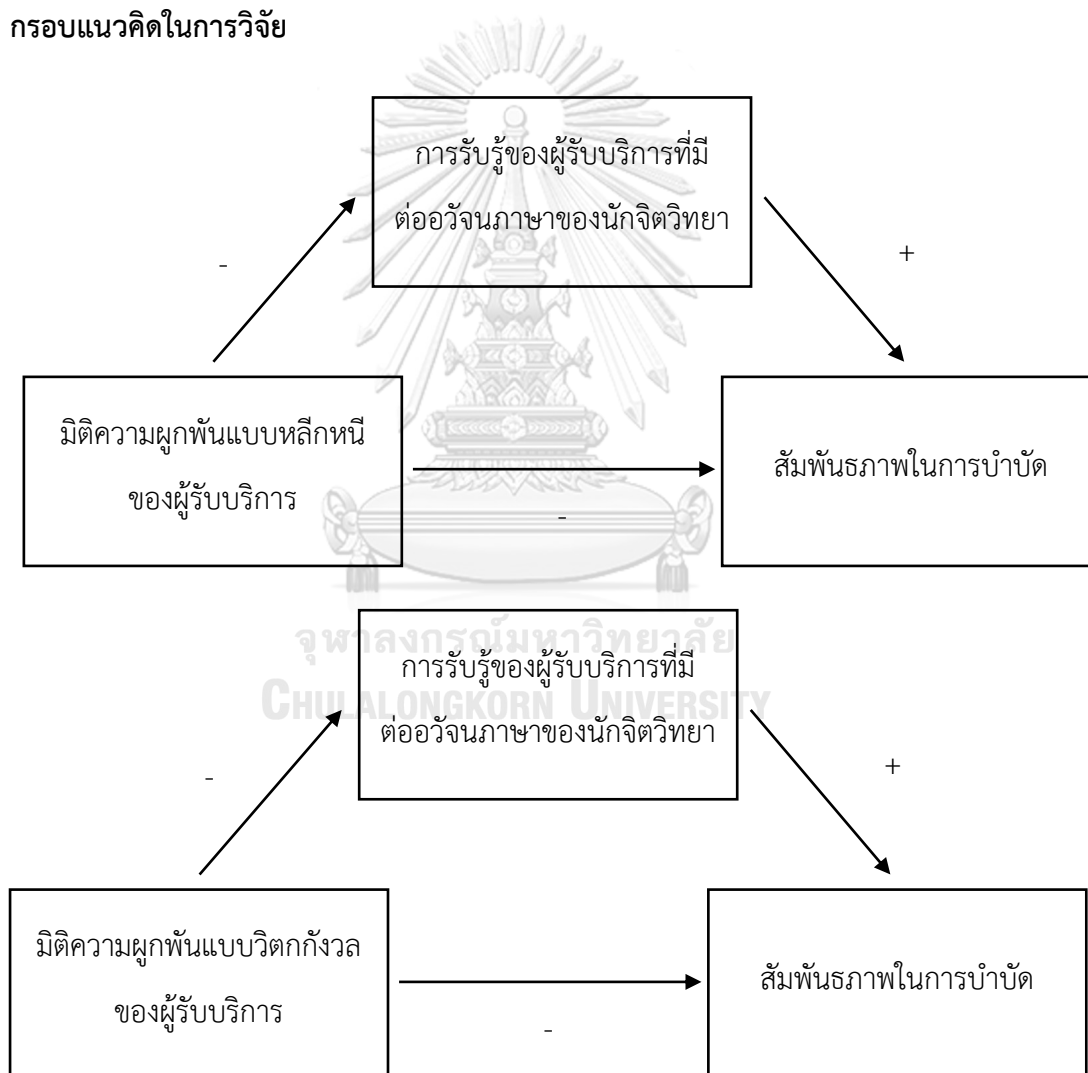 กรอบแนวคิดในการวิจัย
การรับรู้ของผู้รับบริการที่มี
ต่ออวัจนภาษาของนักจิตวิทยา
-
+
มิติความผูกพันแบบหลีกหนี
ของผู้รับบริการ
-
สัมพันธภาพในการบำบัด
จุฬาลงกรณ์มหาวิทยาลัย
CHULALONGKORN UNIVERSITY
การรับรู้ของผู้รับบริการที่มี
ต่ออวัจนภาษาของนักจิตวิทยา
-
+
มิติความผูกพันแบบวิตกกังวล
ของผู้รับบริการ
-
สัมพันธภาพในการบำบัด